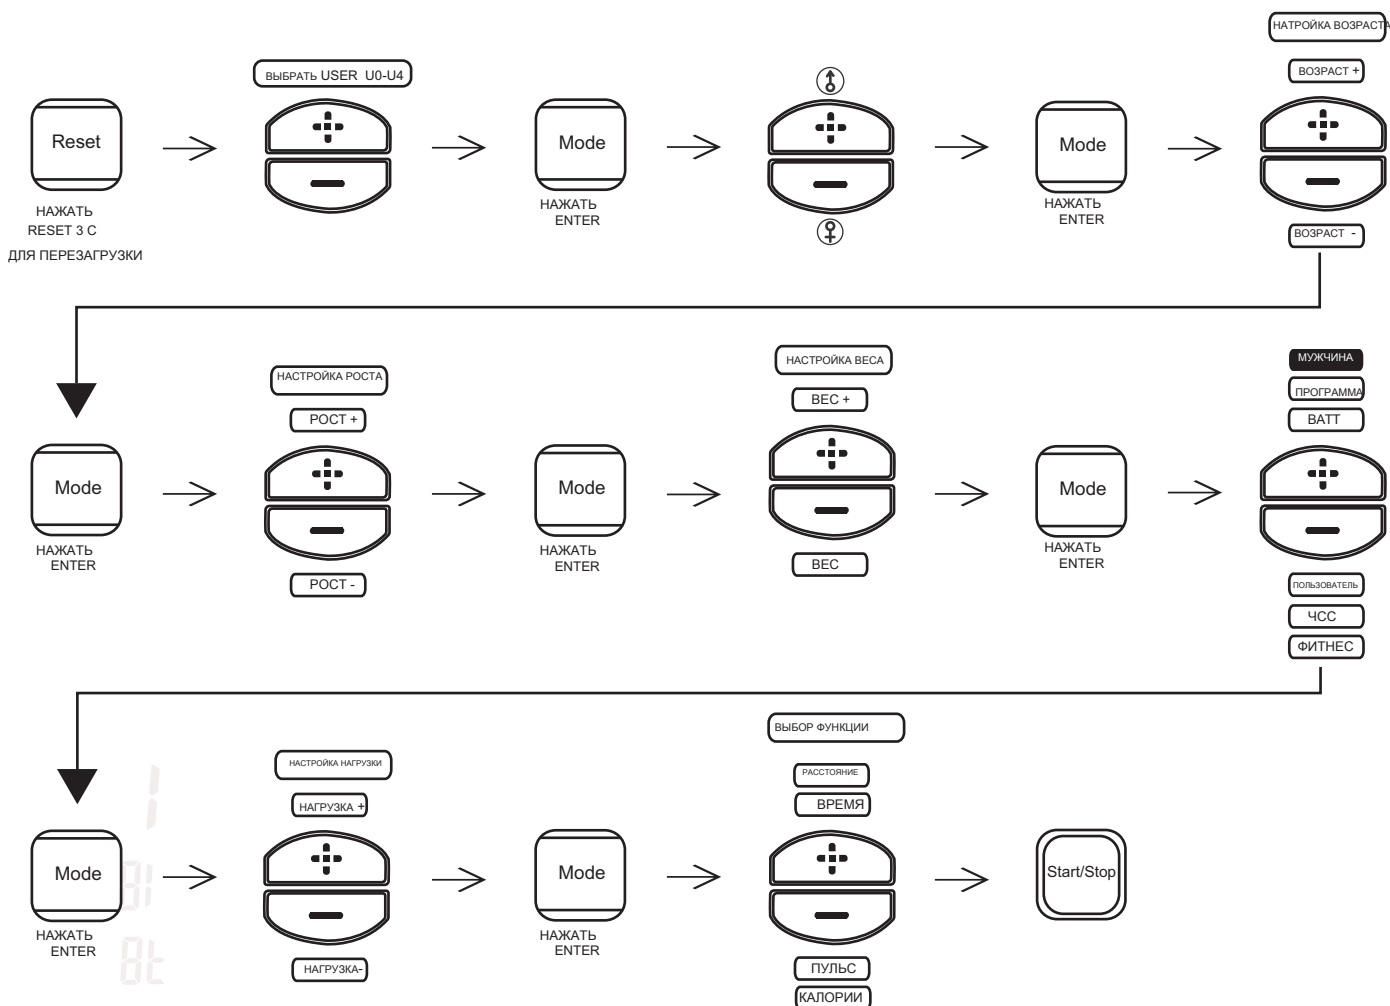 НАТРОЙКА ВОЗРАСТА
ВЫБРАТЬ USER U0-U4
ВОЗРАСТ +
Reset
Mode
Mode
НАЖАТЬ
RESET 3 С
ДЛЯ ПЕРЕЗАГРУЗКИ
НАЖАТЬ
ENTER
НАЖАТЬ
ENTER
ВОЗРАСТ -
НАСТРОЙКА РОСТА
РОСТ +
НАСТРОЙКА ВЕСА
ВЕС +
МУЖЧИНА
ПРОГРАММА
ВАТТ
Mode
Mode
Mode
НАЖАТЬ
ENTER
РОСТ -
НАЖАТЬ
ENTER
ВЕС
НАЖАТЬ
ENTER
ПОЛЬЗОВАТЕЛЬ
ЧСС
ФИТНЕС
НАСТРОЙКА НАГРУЗКИ
НАГРУЗКА +
ВЫБОР ФУНКЦИИ
РАССТОЯНИЕ
ВРЕМЯ
Mode
Mode
Start/Stop
НАЖАТЬ
ENTER
НАГРУЗКА-
НАЖАТЬ
ENTER
ПУЛЬС
КАЛОРИИ